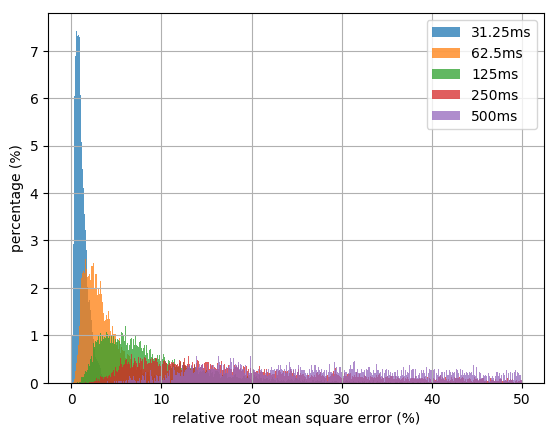 31.25ms
62.5ms
125ms
250ms
500ms
percentage (%)
7
6
5
4
3
2
1
0
0 10 20 30 40 50
relative root mean square error (%)